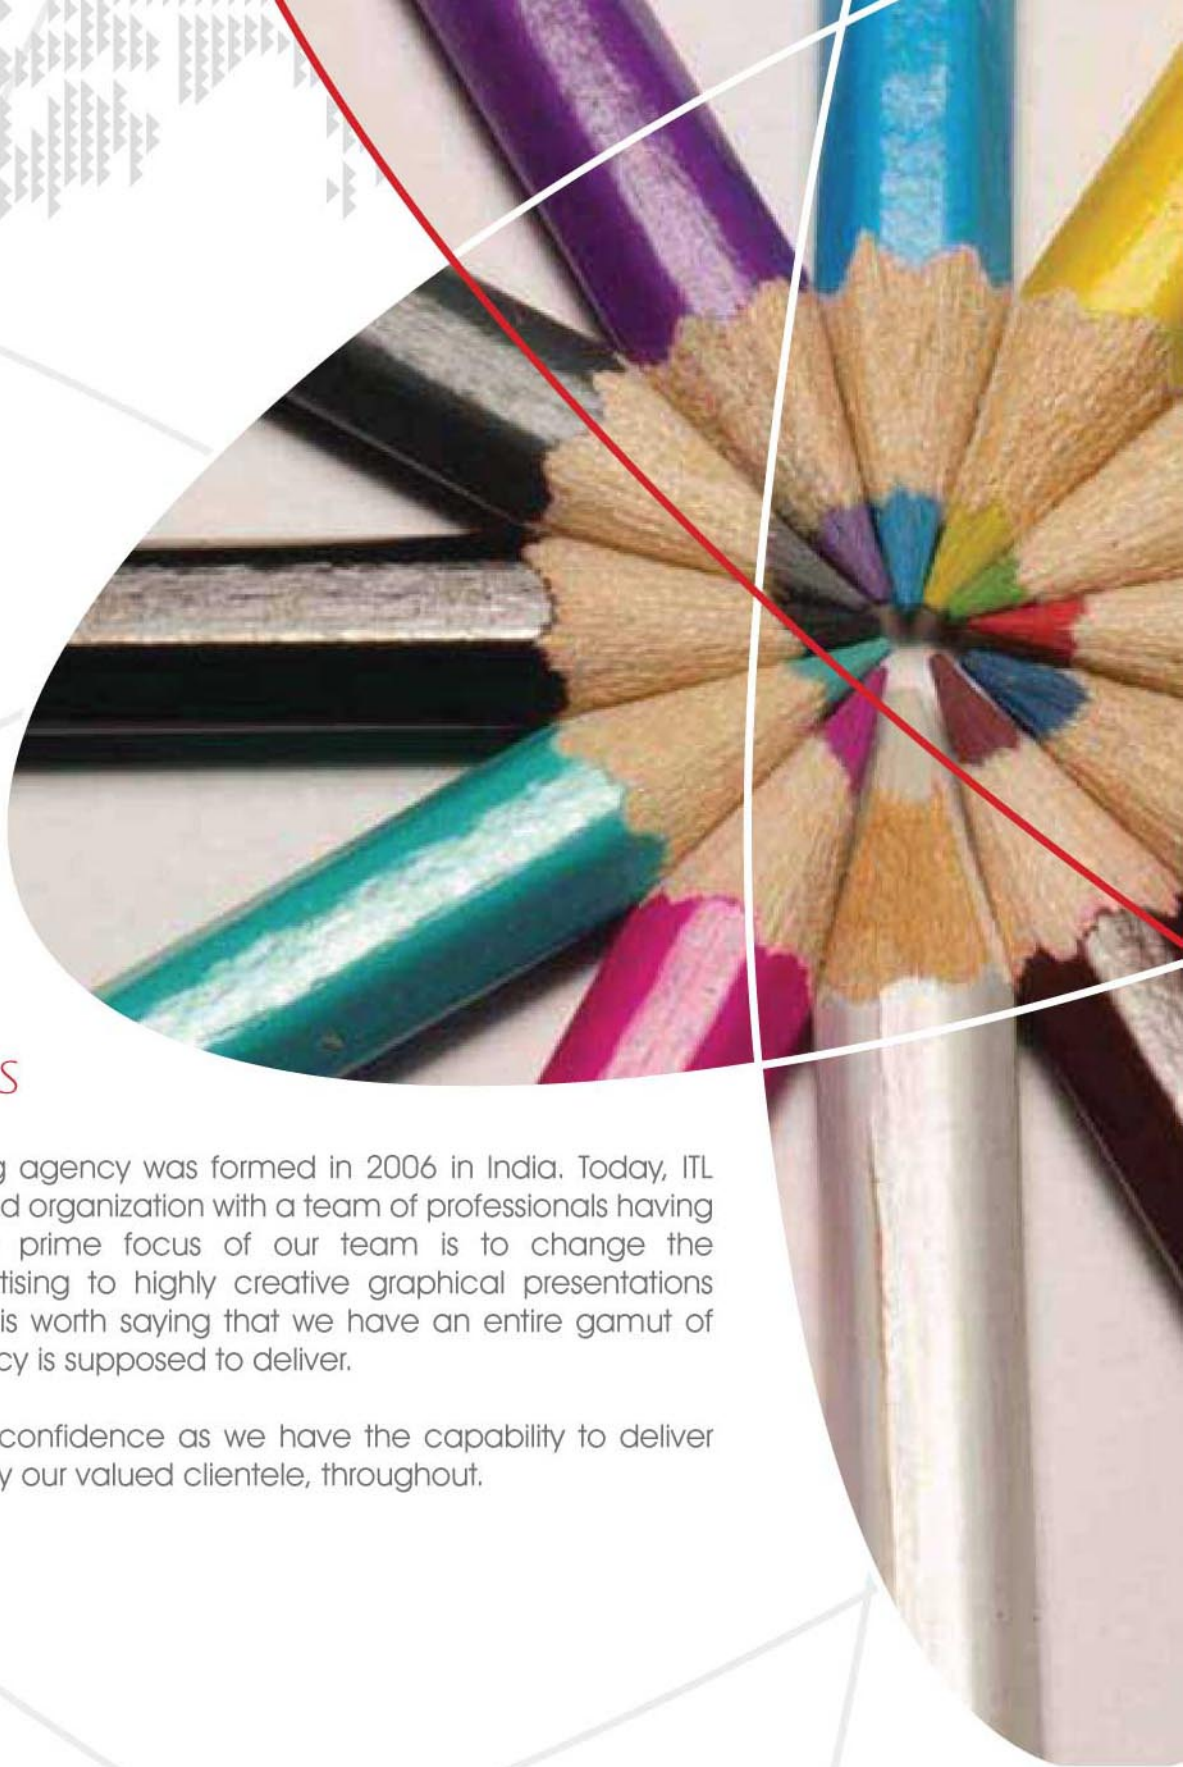 S
g agency was formed in 2006 in India. Today, ITL
d organization with a team of professionals having
prime focus of our team is to change the
tising to highly creative graphical presentations
is worth saying that we have an entire gamut of
cy is supposed to deliver.
confidence as we have the capability to deliver
y our valued clientele, throughout.